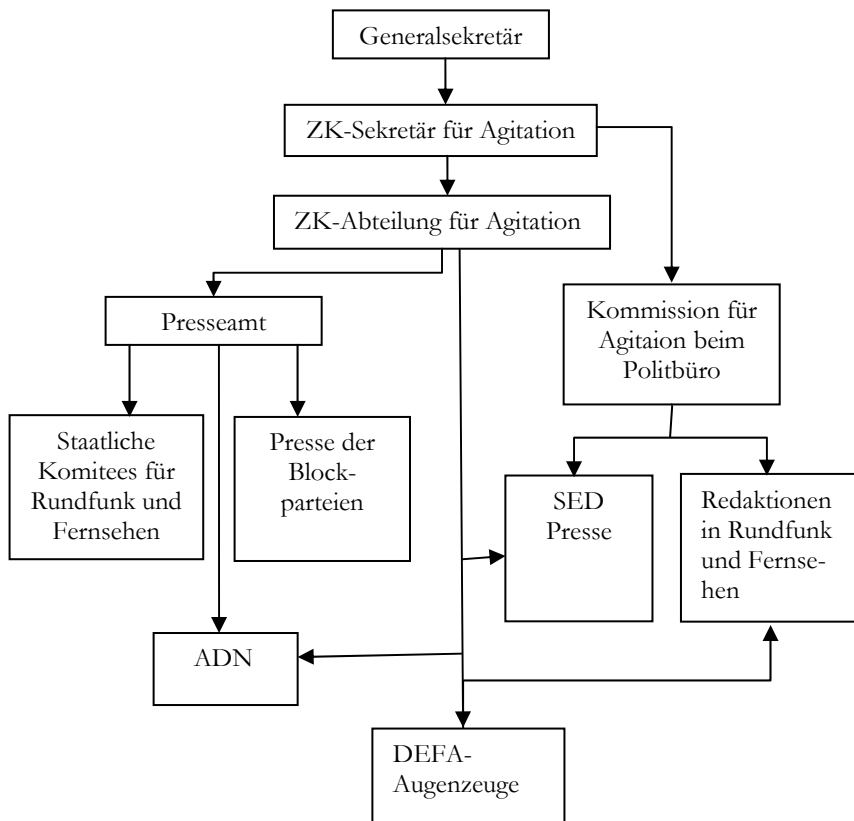 Generalsekretär
ZK-Sekretär für Agitation
ZK-Abteilung für Agitation
Presseamt
Kommission für
Agitaion beim
Politbüro
Staatliche
Komitees für
Rundfunk und
Fernsehen
Presse der
Block-
parteien
SED
Presse
Redaktionen
in Rundfunk
und Fernse-
hen
ADN
DEFA-
Augenzeuge